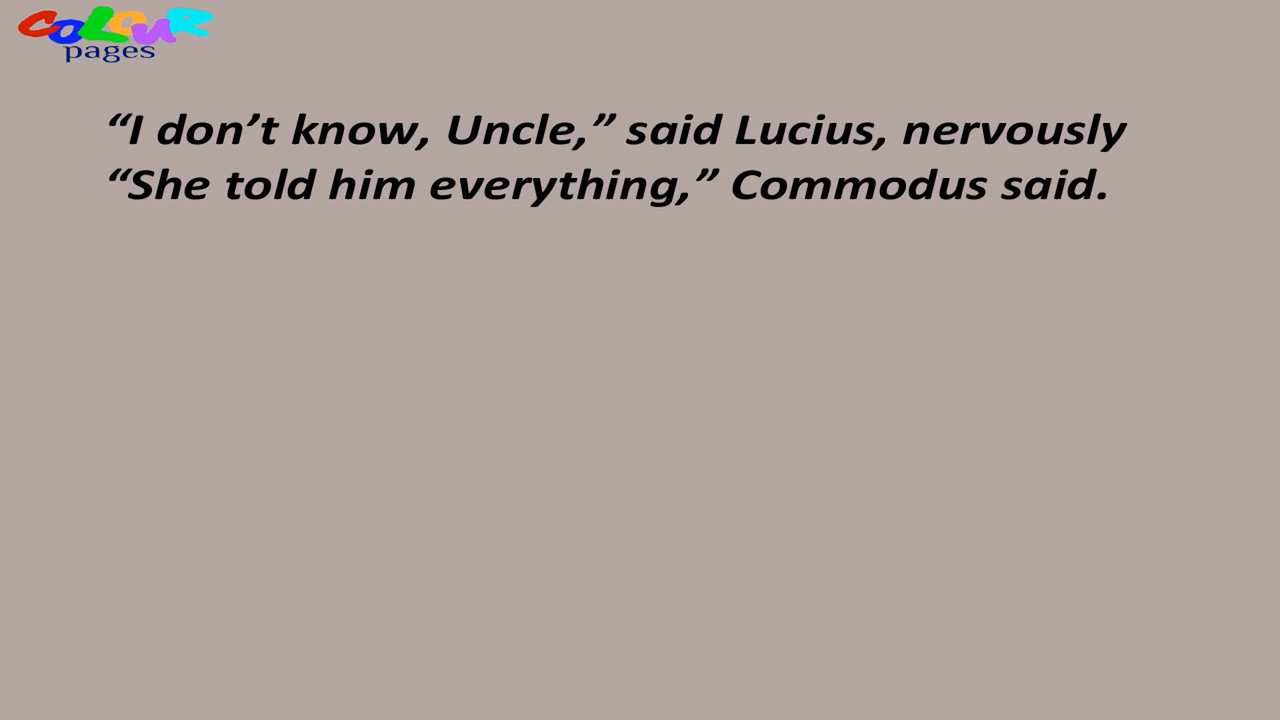 COLOUR
pages
“I don’t know, Uncle,” said Lucius, nervously
“She told him everything,” Commodus said.